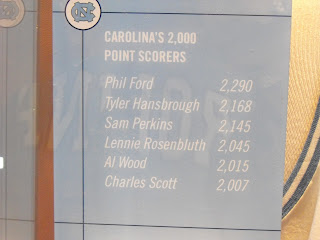 CAROLINA'S 2,000
POINT SCORERS
Phil Ford 2,290
Tyler Hansbrough 2,168
Sam Perkins 2,145
Lennie Rosenbluth 2,045
Al Wood 2,015
Charles Scott 2,007